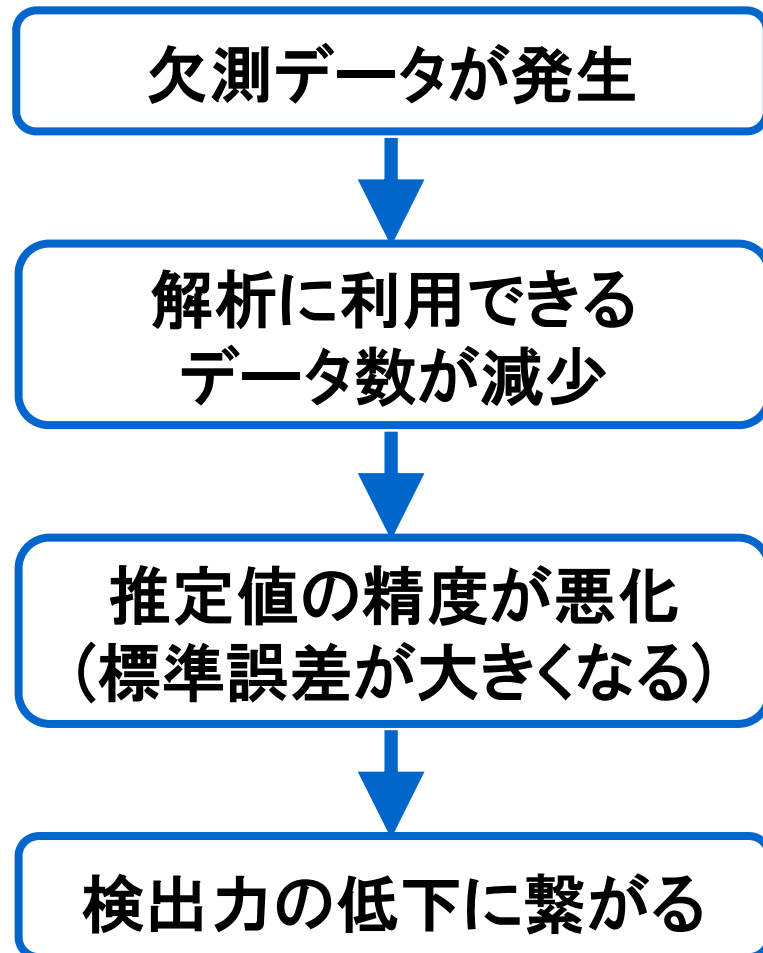 欠測データが発生
解析に利用できる
データ数が減少
推定値の精度が悪化
（標準誤差が大きくなる）
検出力の低下に繋がる